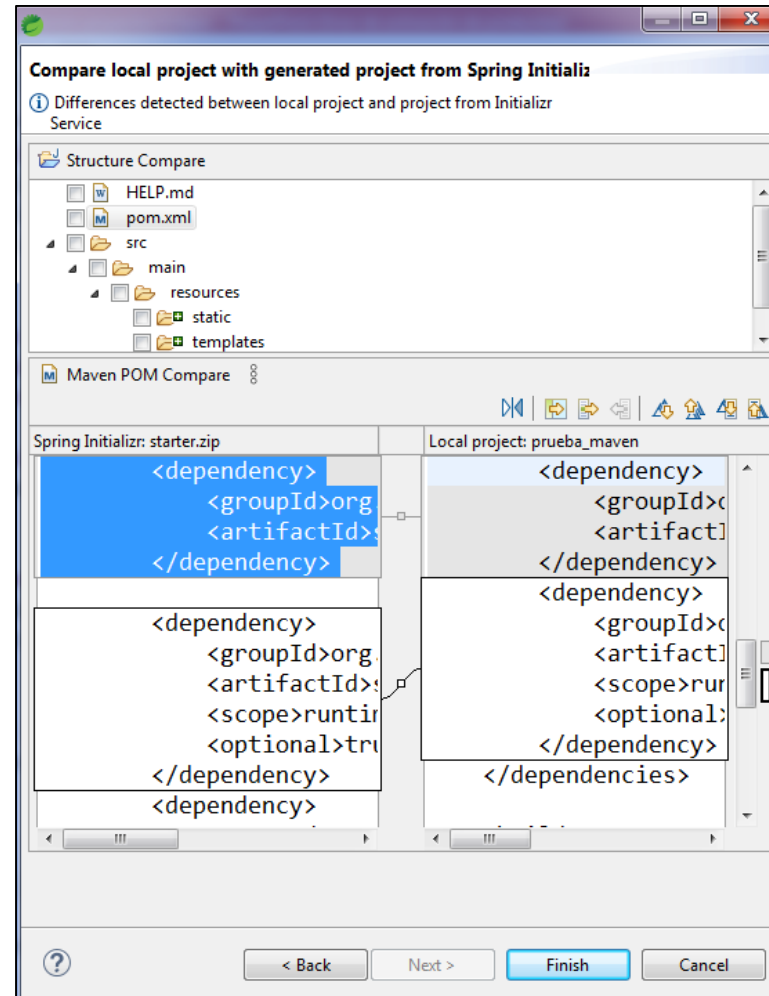 Compare local project with generated project from Spring Initializ
Differences detected between local project and project from Initializr
Service
Structure Compare
HELP.md
pom.xml
src
main
resources
static
templates
Maven POM Compare
Spring Initializr: starter.zip
Local project: prueba_maven
<dependency>
<groupId>org
<artifactId>
</dependency>
<dependency>
<groupId>org.
<artifactId>
<scope>runtin
<optional>tru
</dependency>
<dependency>
<dependency>
<groupId>
<artifactI
</dependency>
<dependency>
<groupId>
<artifactI
<scope>run
<optional>
</dependency>
</dependencies>
< Back
Next >
Finish
Cancel